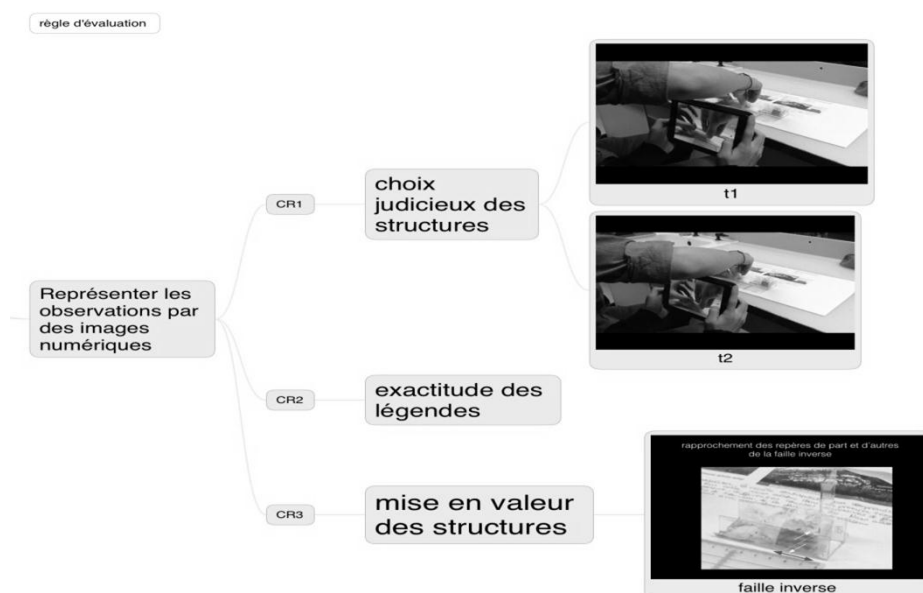 règle d'évaluation
Représenter les
observations par
des images
numériques
CR1
choix
judicieux des
structures
t1
t2
CR2
exactitude des
légendes
CR3
mise en valeur
des structures
rapprochement des repères de part et d'autres
de la faille inverse
faille inverse